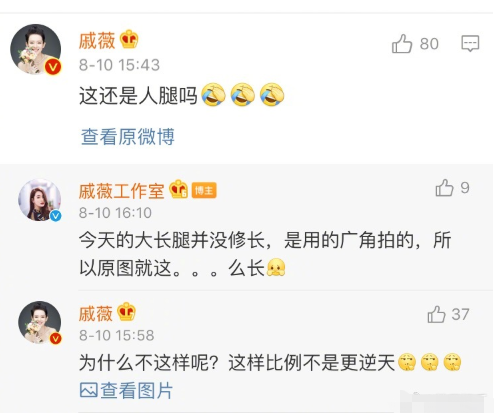 戚薇
80
8-10 15:43
这还是人腿吗
查看原微博
戚薇工作室 博主
9
8-10 16:10
今天的大长腿并没修长，是用的广角拍的，所
以原图就这。。。么长
戚薇
37
8-10 15:58
为什么不这样呢？这样比例不是更逆天
查看图片